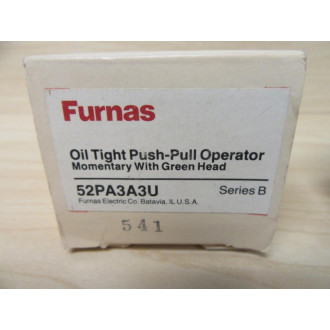 Furnas
Oil Tight Push-Pull Operator
Momentary With Green Head
52PA3A3U Series B
Furnas Electric Co. Batavia, IL U.S.A.
541